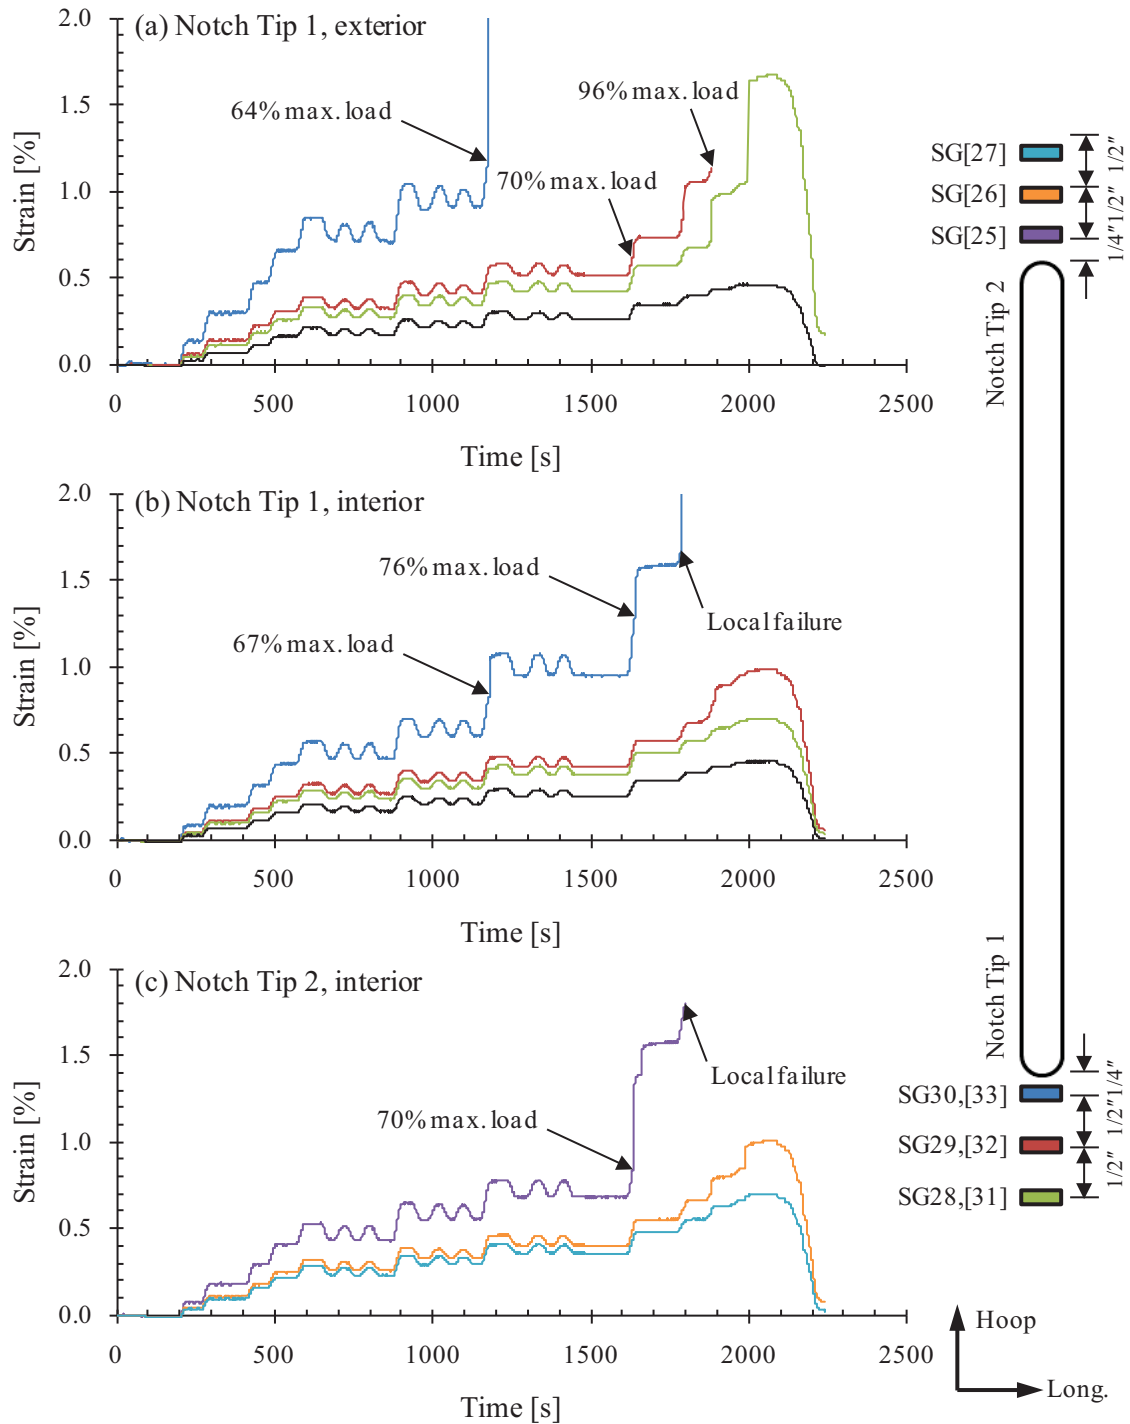 (a) Notch Tip 1, exterior
2.0
1.5
1.0
0.5
0.0
Strain [%]
64% max. load
96% max. load
70% max. load
0 500 1000 1500 2000 2500
Time [s]
(b) Notch Tip 1, interior
2.0
1.5
1.0
0.5
0.0
Strain [%]
76% max. load
67% max. load
Local failure
0 500 1000 1500 2000 2500
Time [s]
(c) Notch Tip 2, interior
2.0
1.5
1.0
0.5
0.0
Strain [%]
70% max. load
Local failure
0 500 1000 1500 2000 2500
Time [s]
SG[27]
SG[26]
SG[25]
1/2"
1/2"
1/4"
Notch Tip 2
Notch Tip 1
SG30,[33]
SG29,[32]
SG28,[31]
1/4"
1/2"
1/2"
Hoop
Long.